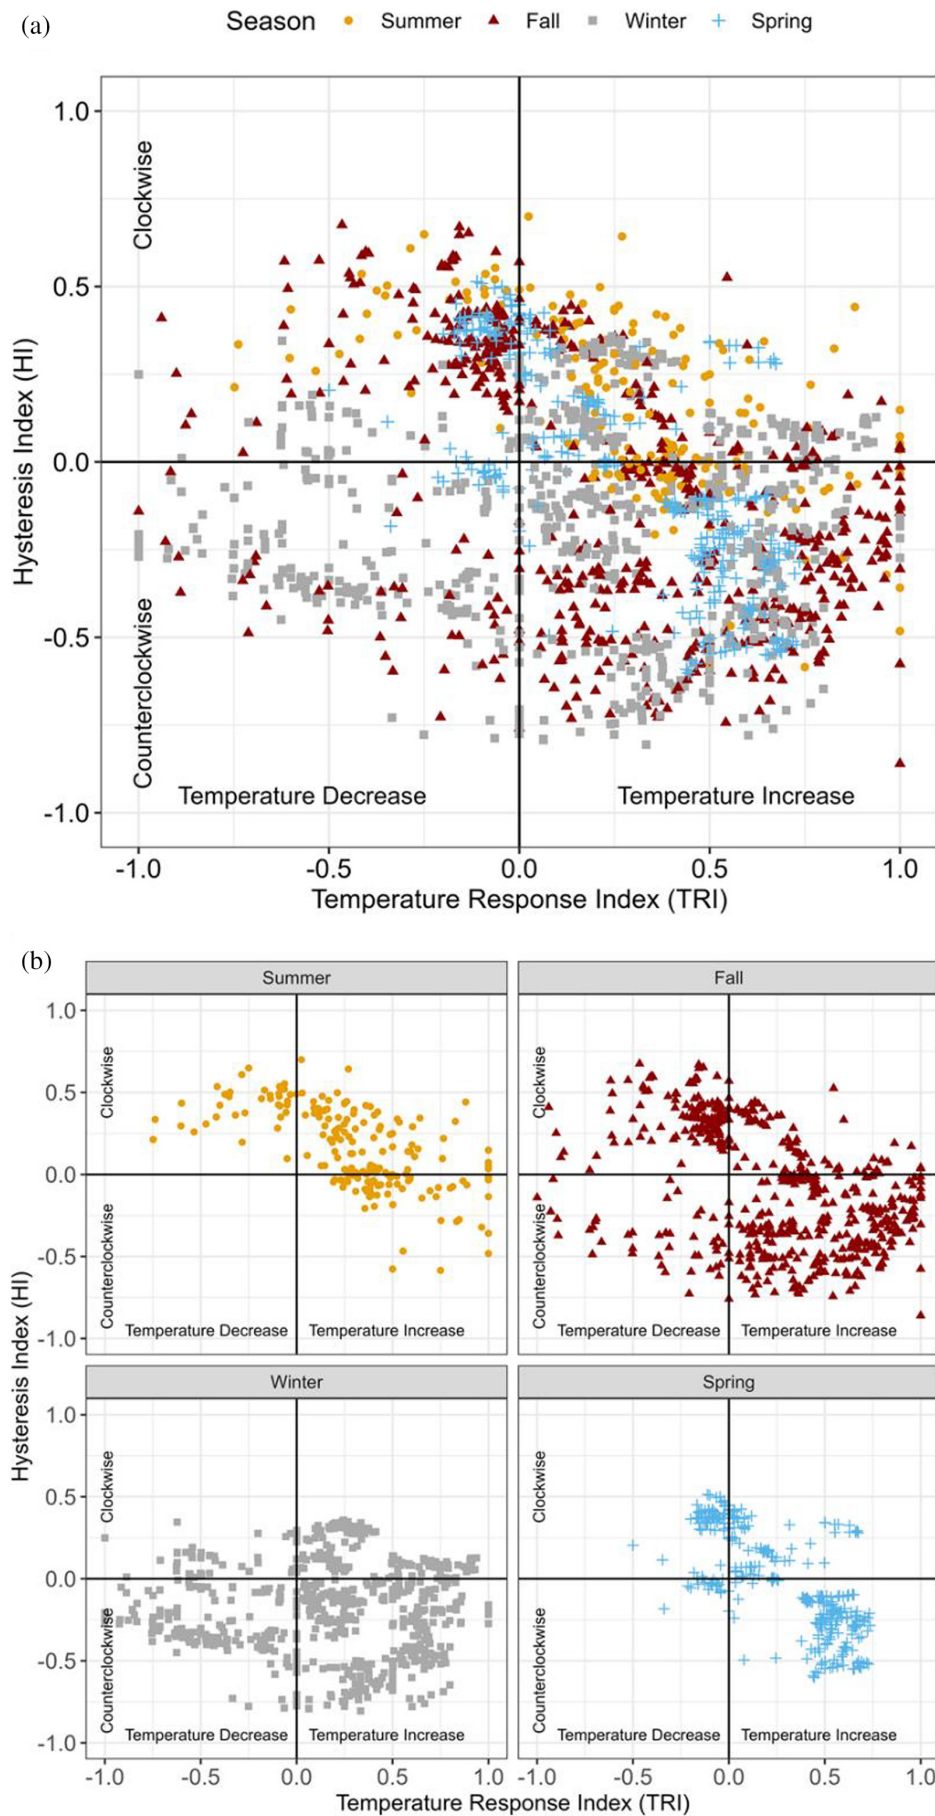 (a)
Season Summer Fall Winter Spring
1.0
0.5
0.0
-0.5
-1.0
Hysteresis Index (HI)
Clockwise
Counterclockwise
Temperature Decrease Temperature Increase
-1.0 -0.5 0.0 0.5 1.0
Temperature Response Index (TRI)
(b)
Summer Fall
1.0
0.5
0.0
-0.5
-1.0
Clockwise
Counterclockwise
Temperature Decrease Temperature Increase
Clockwise
Counterclockwise
Temperature Decrease Temperature Increase
Hysteresis Index (HI)
Winter Spring
1.0
0.5
0.0
-0.5
-1.0
Clockwise
Counterclockwise
Temperature Decrease Temperature Increase
Clockwise
Counterclockwise
Temperature Decrease Temperature Increase
-1.0 -0.5 0.0 0.5 1.0 -1.0 -0.5 0.0 0.5 1.0
Temperature Response Index (TRI)